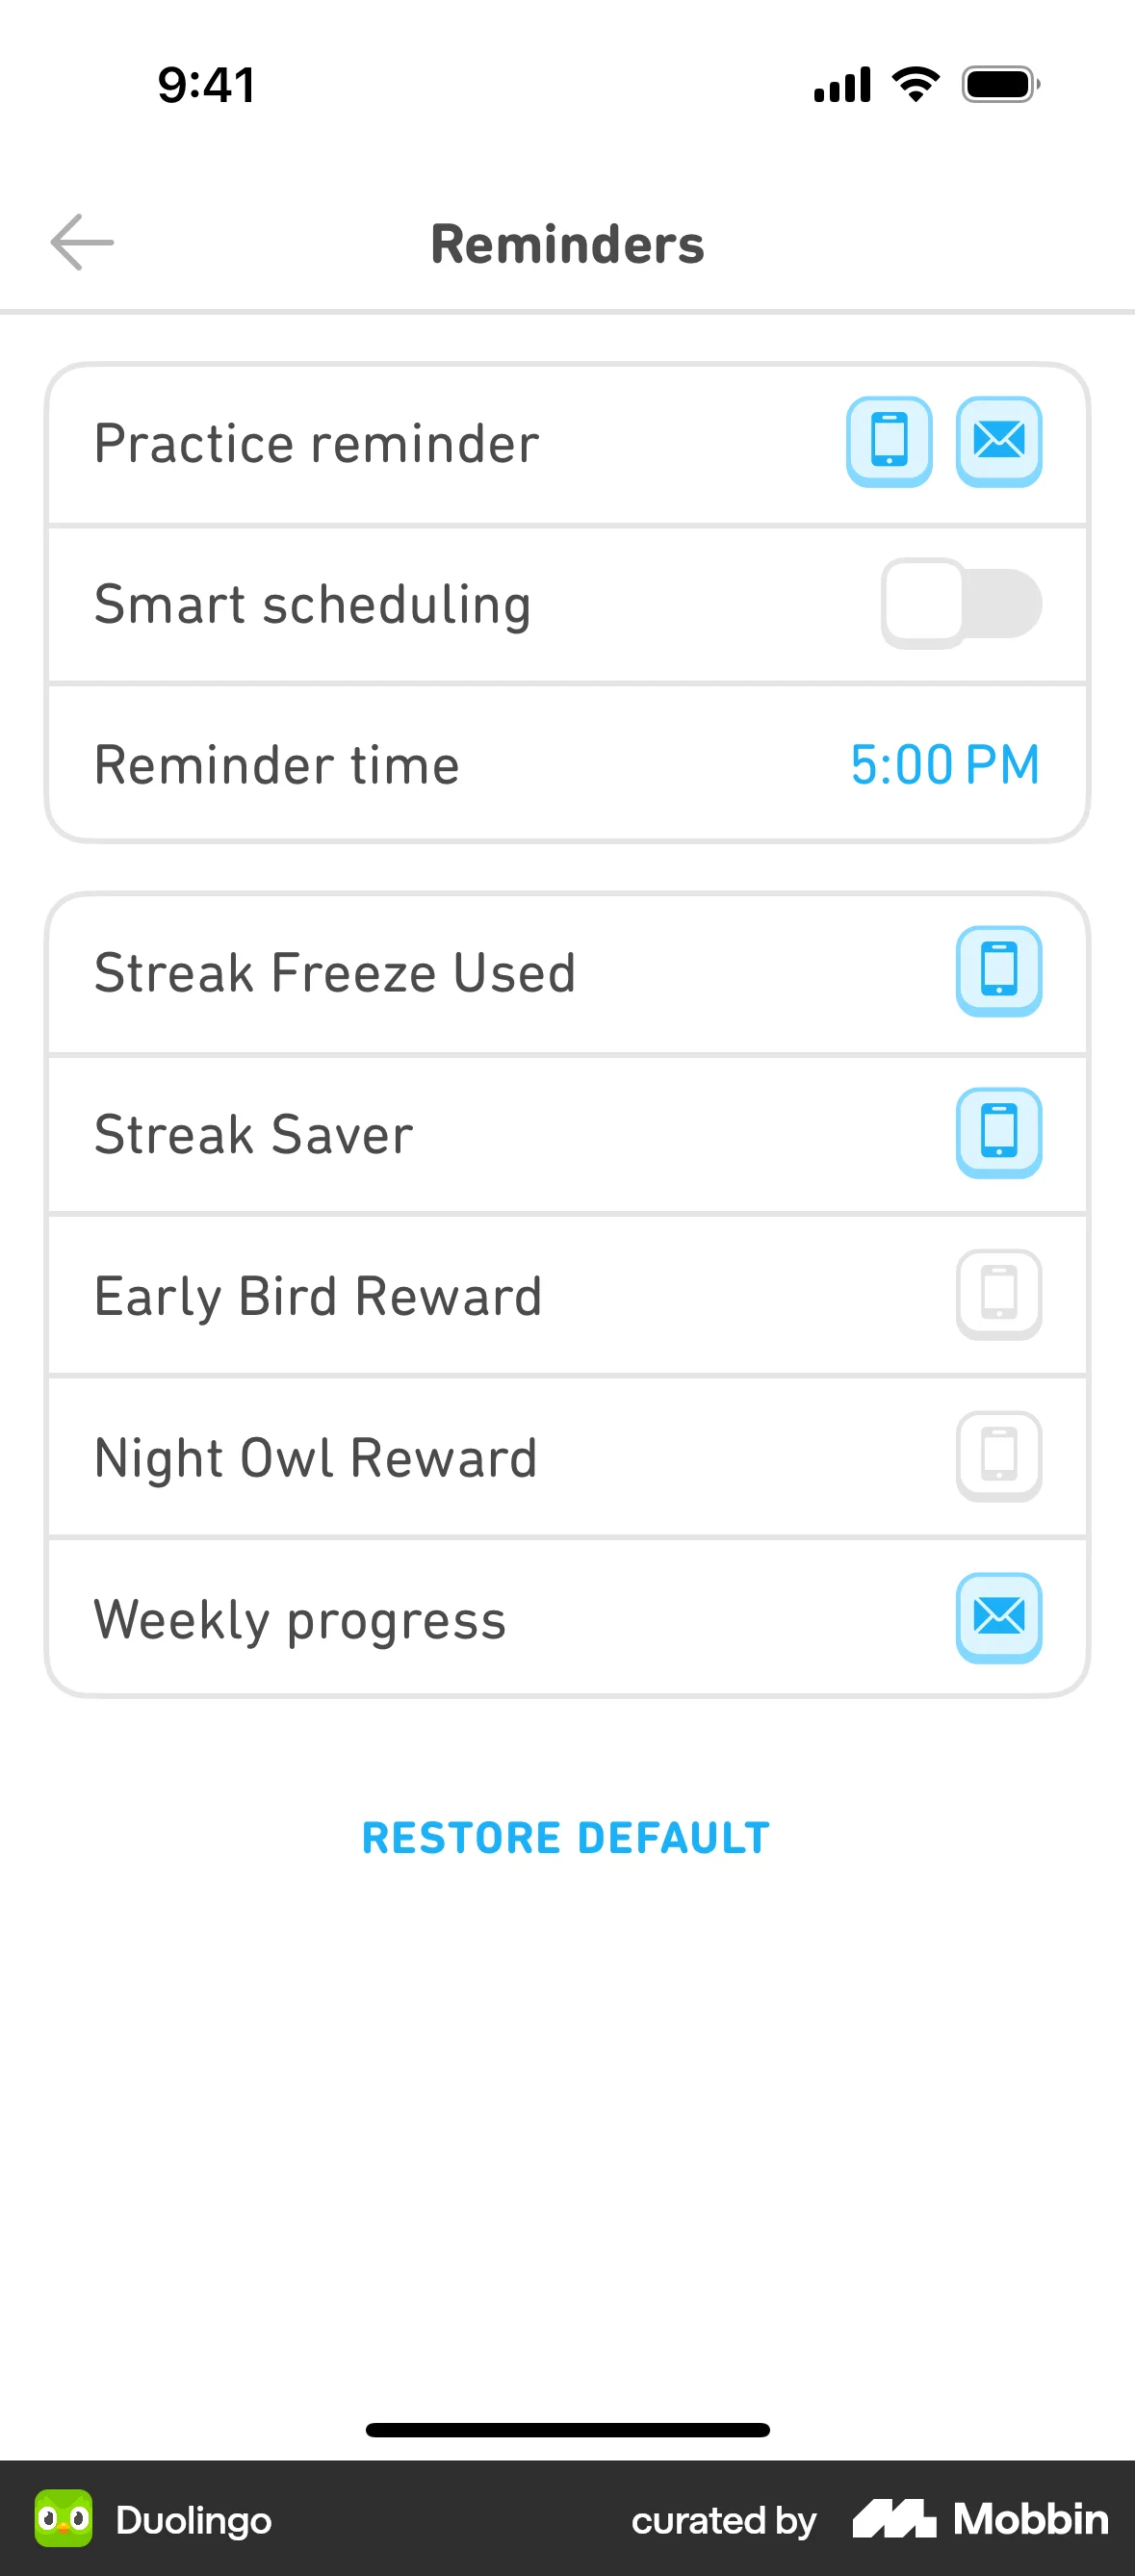 9:41
Reminders
Practice reminder
Smart scheduling
Reminder time 5:00 PM
Streak Freeze Used
Streak Saver
Early Bird Reward
Night Owl Reward
Weekly progress
RESTORE DEFAULT
Duolingo curated by Mobbin